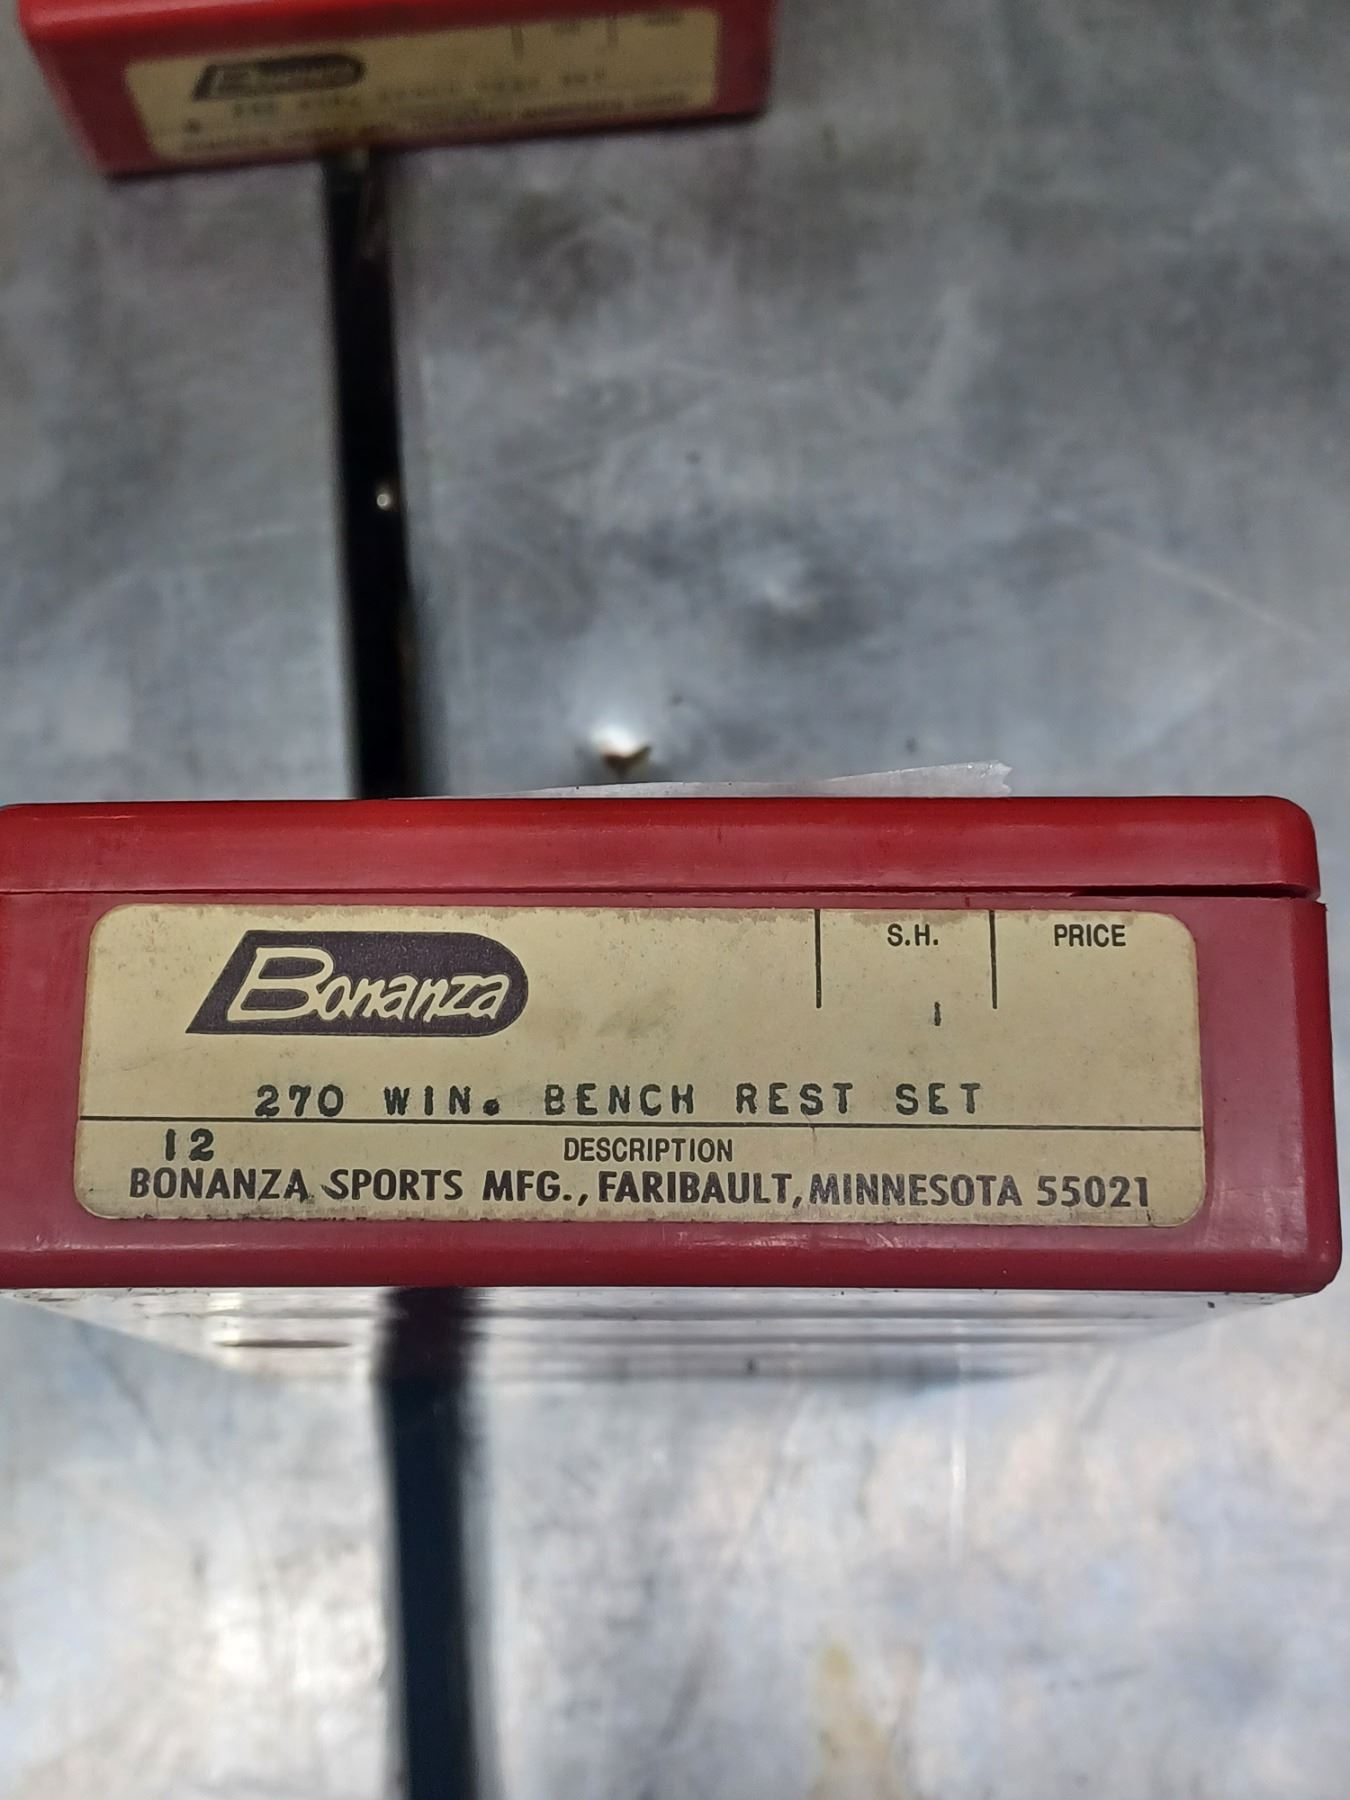 Bonanza
S.H.
PRICE
1
270 WIN. BENCH REST SET
12
DESCRIPTION
BONANZA SPORTS MFG., FARIBAULT, MINNESOTA 55021